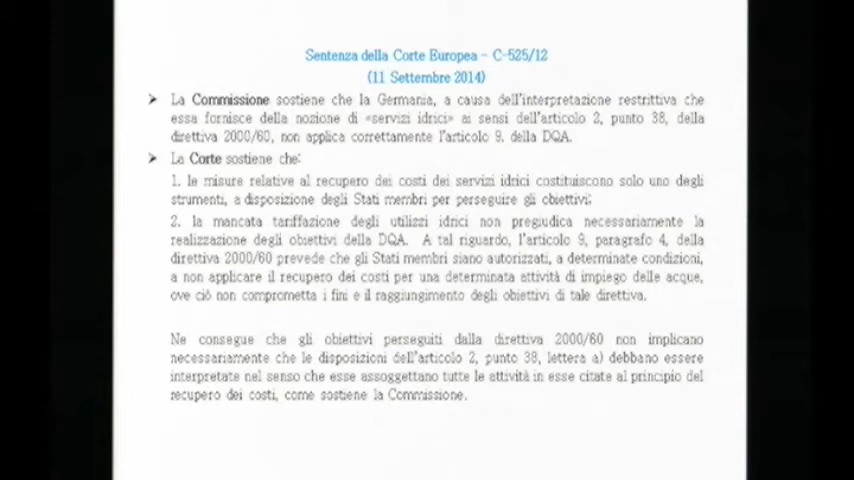 Sentenza della Corte Europea - C-525/12
(11 Settembre 2014)
➤ La Commissione sostiene che la Germania, a causa dell'interpretazione restrittiva che
essa fornisce della nozione di «servizi idrici» ai sensi dell'articolo 2, punto 38, della
direttiva 2000/60, non applica correttamente l'articolo 9. della DQA.
➤ La Corte sostiene che:
1. le misure relative al recupero dei costi dei servizi idrici costituiscono solo uno degli
strumenti, a disposizione degli Stati membri per perseguire gli obiettivi;
2. la mancata tariffazione degli utilizzi idrici non pregiudica necessariamente la
realizzazione degli obiettivi della DQA. A tal riguardo, l'articolo 9, paragrafo 4, della
direttiva 2000/60 prevede che gli Stati membri siano autorizzati, a determinate condizioni,
a non applicare il recupero dei costi per una determinata attività di impiego delle acque,
ove ciò non comprometta i fini e il raggiungimento degli obiettivi di tale direttiva.
Ne consegue che gli obiettivi perseguiti dalla direttiva 2000/60 non implicano
necessariamente che le disposizioni dell'articolo 2, punto 38, lettera a) debbano essere
interpretate nel senso che esse assoggettano tutte le attività in esse citate al principio del
recupero dei costi, come sostiene la Commissione.